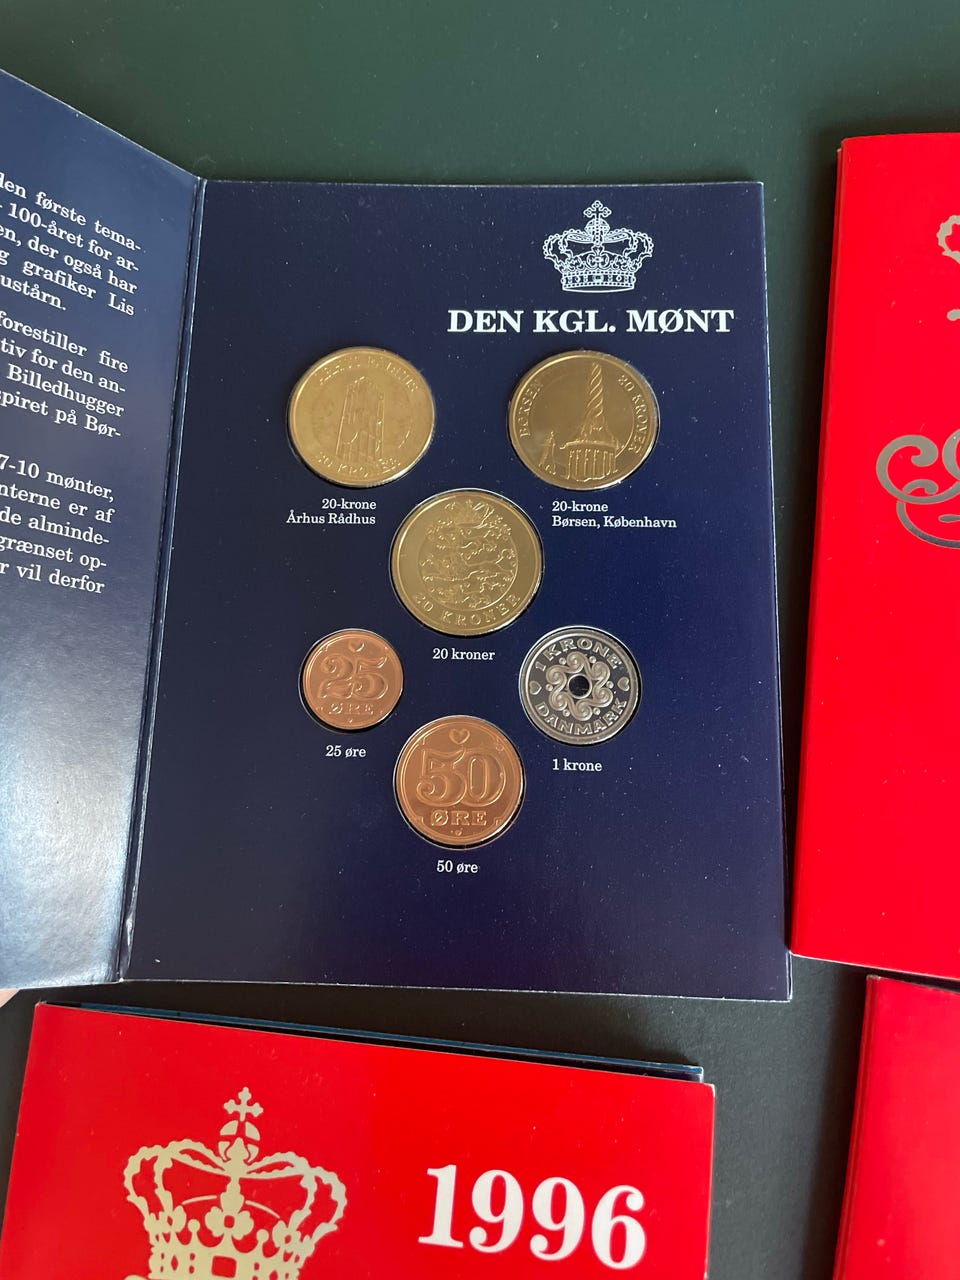 den første tema-
100-året for ar-
en, der også har
g grafiker Lis
ustårn.
forestiller fire
tiv for den an-
Billedhugger
spiret på Bør-
7-10 mønter,
nterne er af
de alminde-
grænset op-
r vil derfor
DEN KGL. MØNT
ÅRHUS RÅDHUS
20 KRONER
BØRSEN 20 KRONER
20-krone
Århus Rådhus
20-krone
Børsen, København
20 KRONER
20 kroner
25
ØRE
25 øre
1 KRONE
DANMARK
1 krone
50
ØRE
50 øre
1996